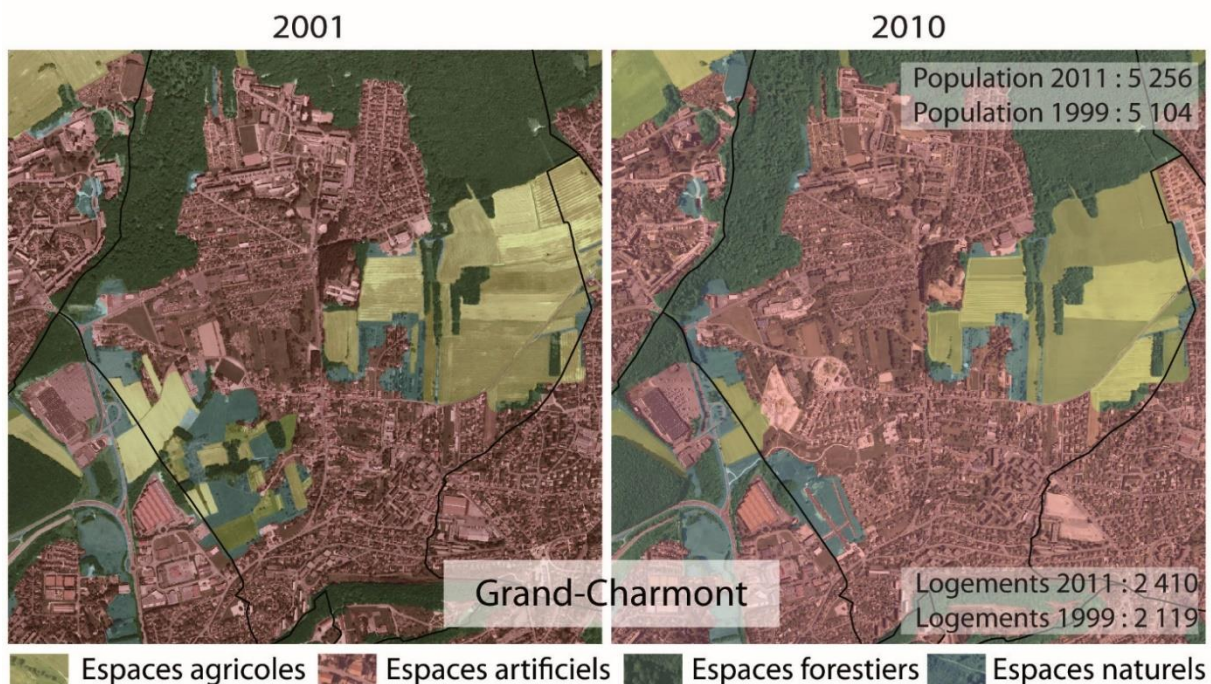 2001
2010
Population 2011 : 5 256
Population 1999 : 5 104
Grand-Charmont
Logements 2011 : 2 410
Logements 1999 : 2 119
Espaces agricoles
Espaces artificiels
Espaces forestiers
Espaces naturels